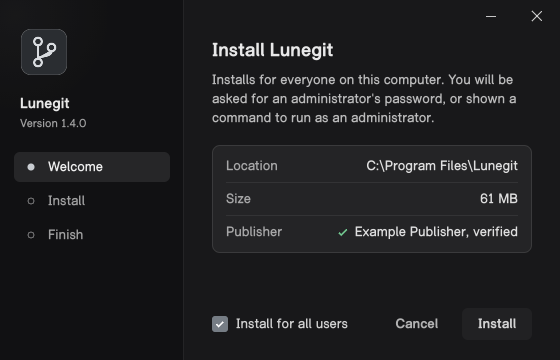 Lunegit
Version 1.4.0
Welcome
Install
Finish
Install Lunegit
Installs for everyone on this computer. You will be
asked for an administrator's password, or shown a
command to run as an administrator.
Location C:\Program Files\Lunegit
Size 61 MB
Publisher Example Publisher, verified
Install for all users
Cancel
Install